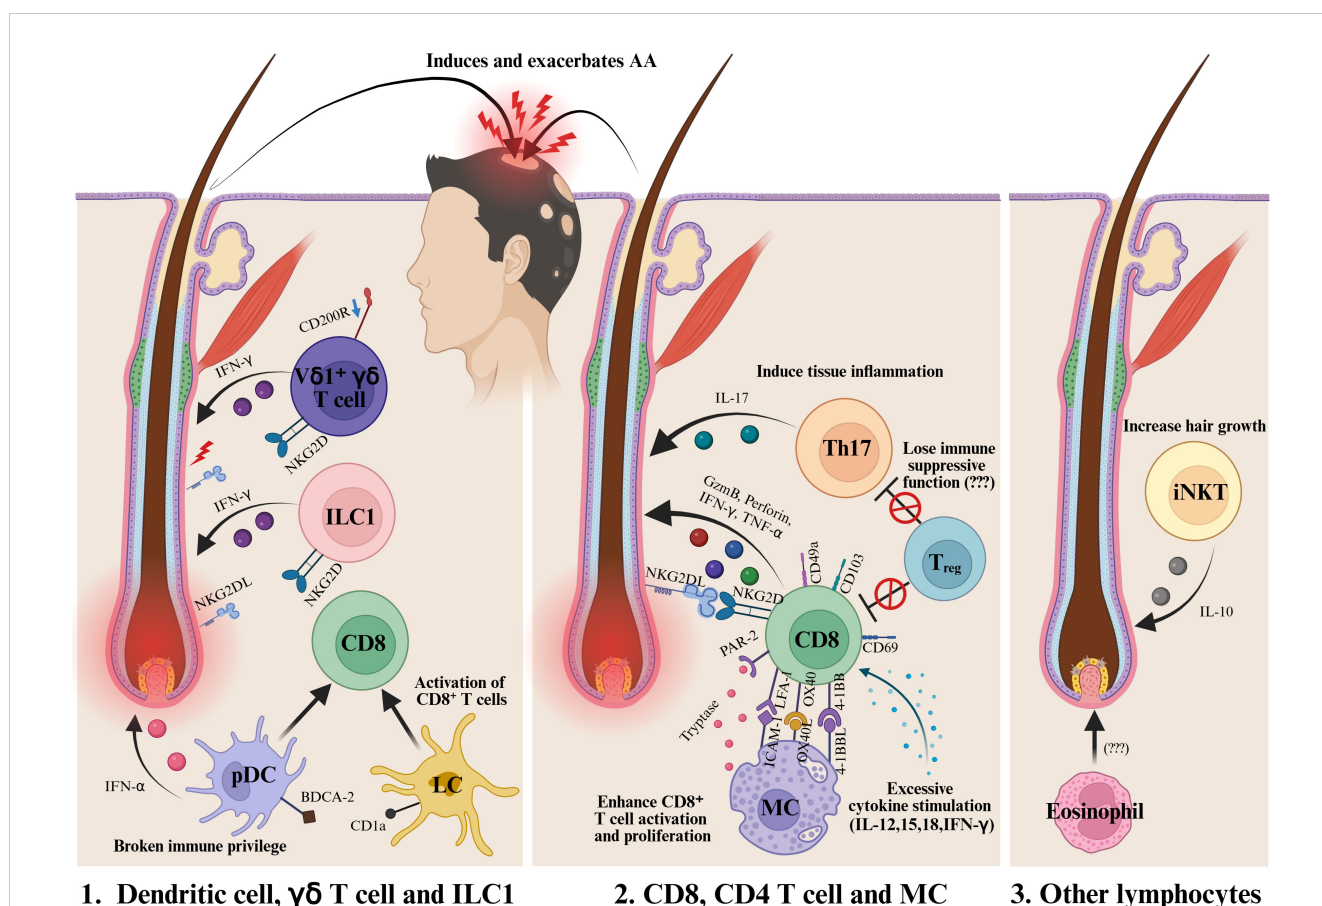 Induces and exacerbates AA
CD200R
IFN-γ
Vδ1⁺ γδ
T cell
NKG2D
IFN-γ
ILC1
NKG2D
NKG2DL
CD8
Activation of
CD8⁺ T cells
pDC
LC
IFN-α
BDCA-2
CD1a
Broken immune privilege
1. Dendritic cell, γδ T cell and ILC1
Induce tissue inflammation
IL-17
Th17
Lose immune
suppressive
function (???)
GzmB, Perforin,
IFN-γ, TNF-α
Treg
CD49a
CD103
NKG2DL
NKG2D
CD8
CD69
PAR-2
LFA-1
OX40
4-1BB
Tryptase
ICAM-1
OX40L
4-1BBL
MC
Enhance CD8⁺
T cell activation
and proliferation
Excessive
cytokine stimulation
(IL-12,15,18,IFN-γ)
2. CD8, CD4 T cell and MC
Increase hair growth
iNKT
IL-10
(???)
Eosinophil
3. Other lymphocytes